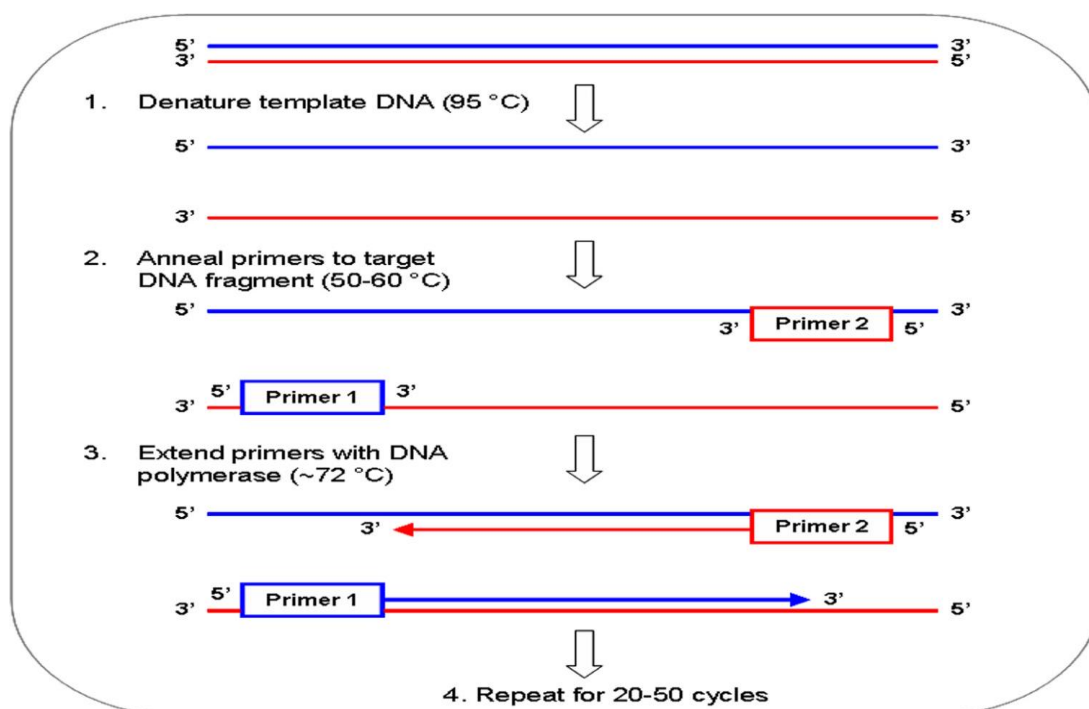 5’ 3’
3’ 5’
1. Denature template DNA (95 °C)
5’ 3’
3’ 5’
2. Anneal primers to target
DNA fragment (50-60 °C)
5’ 3’
3’ Primer 2 5’
5’ Primer 1 3’
3’ 5’
3. Extend primers with DNA
polymerase (~72 °C)
5’ 3’
3’ Primer 2 5’
5’ Primer 1 3’
3’ 5’
4. Repeat for 20-50 cycles